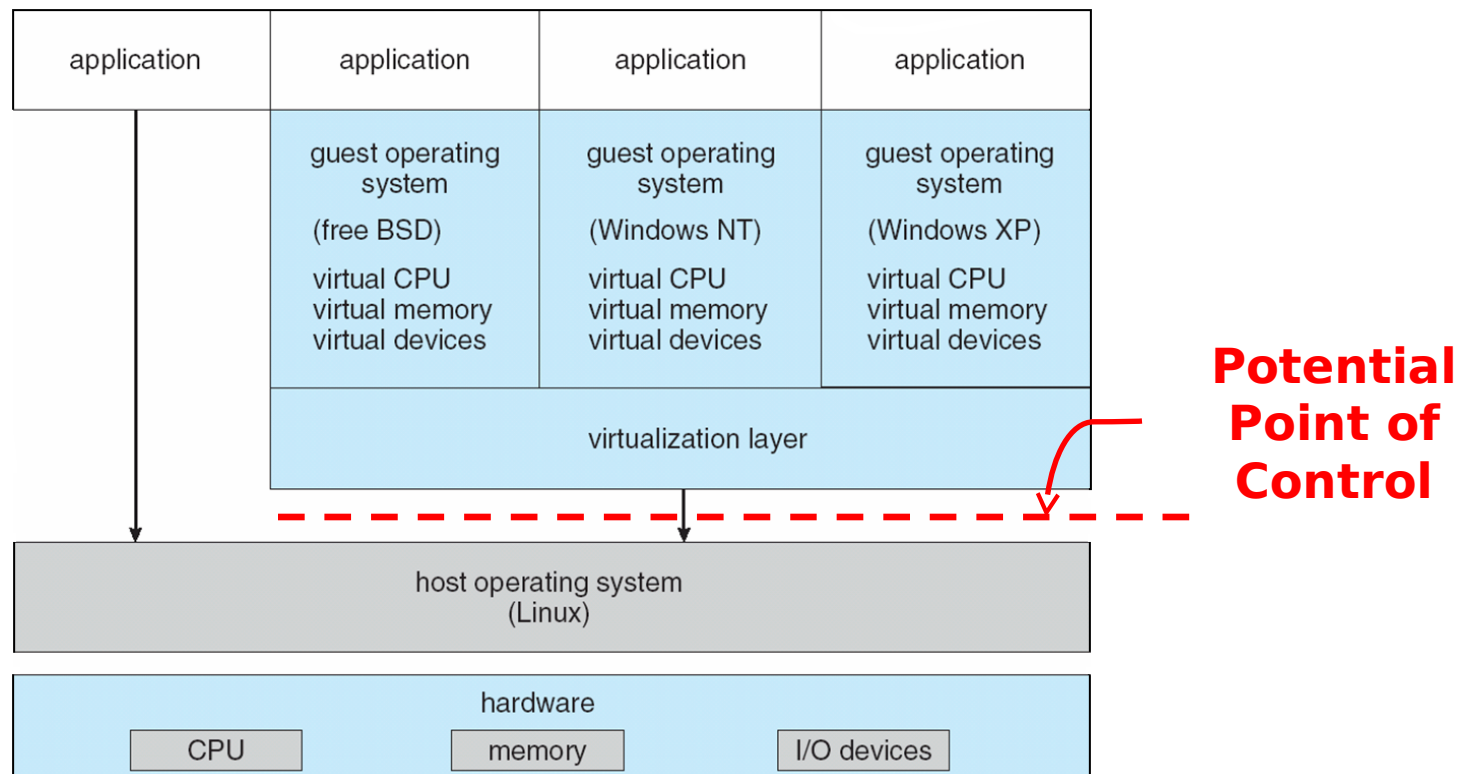 application
application
application
application
guest operating
system
(free BSD)
virtual CPU
virtual memory
virtual devices
guest operating
system
(Windows NT)
virtual CPU
virtual memory
virtual devices
guest operating
system
(Windows XP)
virtual CPU
virtual memory
virtual devices
virtualization layer
Potential
Point of
Control
host operating system
(Linux)
hardware
CPU
memory
I/O devices